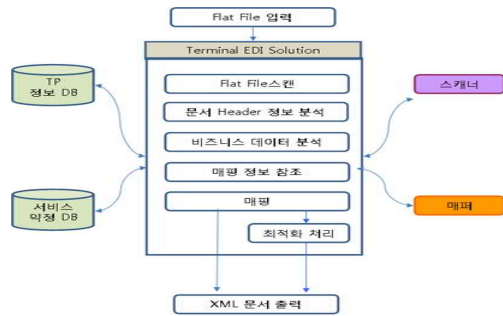 Flat File 입력
Terminal EDI Solution
TP
정보 DB
Flat File스캔
스캐너
문서 Header 정보 분석
비즈니스 데이터 분석
매핑 정보 참조
서비스
약정 DB
매핑
매퍼
최적화 처리
XML 문서 출력